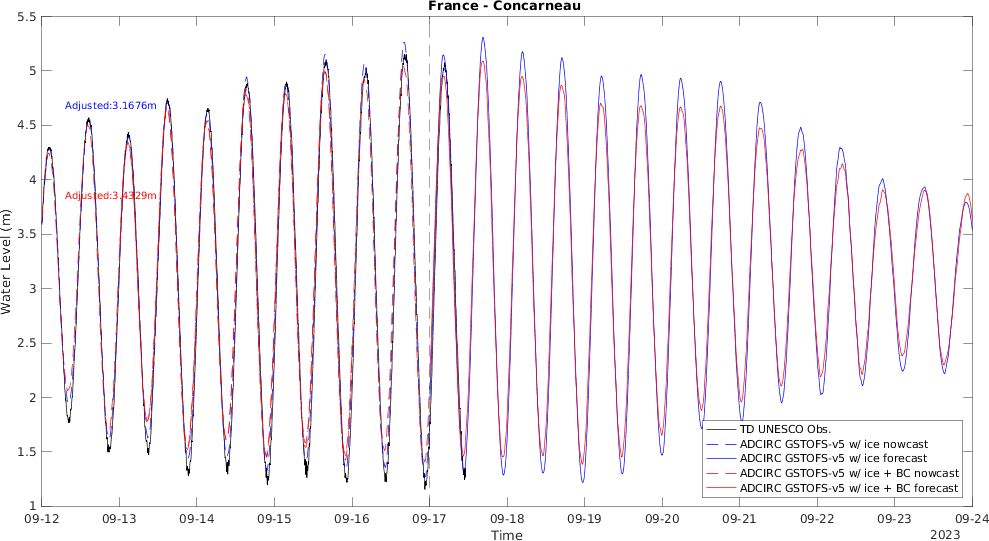 France - Concarneau
5.5
5
4.5
4
3.5
3
2.5
2
1.5
1
Water Level (m)
Adjusted:3.1676m
Adjusted:3.4329m
TD UNESCO Obs.
ADCIRC GSTOFS-v5 w/ ice nowcast
ADCIRC GSTOFS-v5 w/ ice forecast
ADCIRC GSTOFS-v5 w/ ice + BC nowcast
ADCIRC GSTOFS-v5 w/ ice + BC forecast
09-12 09-13 09-14 09-15 09-16 09-17 09-18 09-19 09-20 09-21 09-22 09-23 09-24
Time
2023